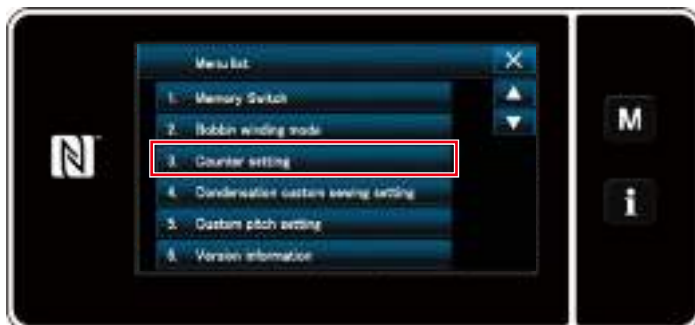 Menu list
1. Memory Switch
2. Bobbin winding mode
3. Counter setting
4. Condensation custom sewing setting
5. Custom pitch setting
6. Version information
M
i